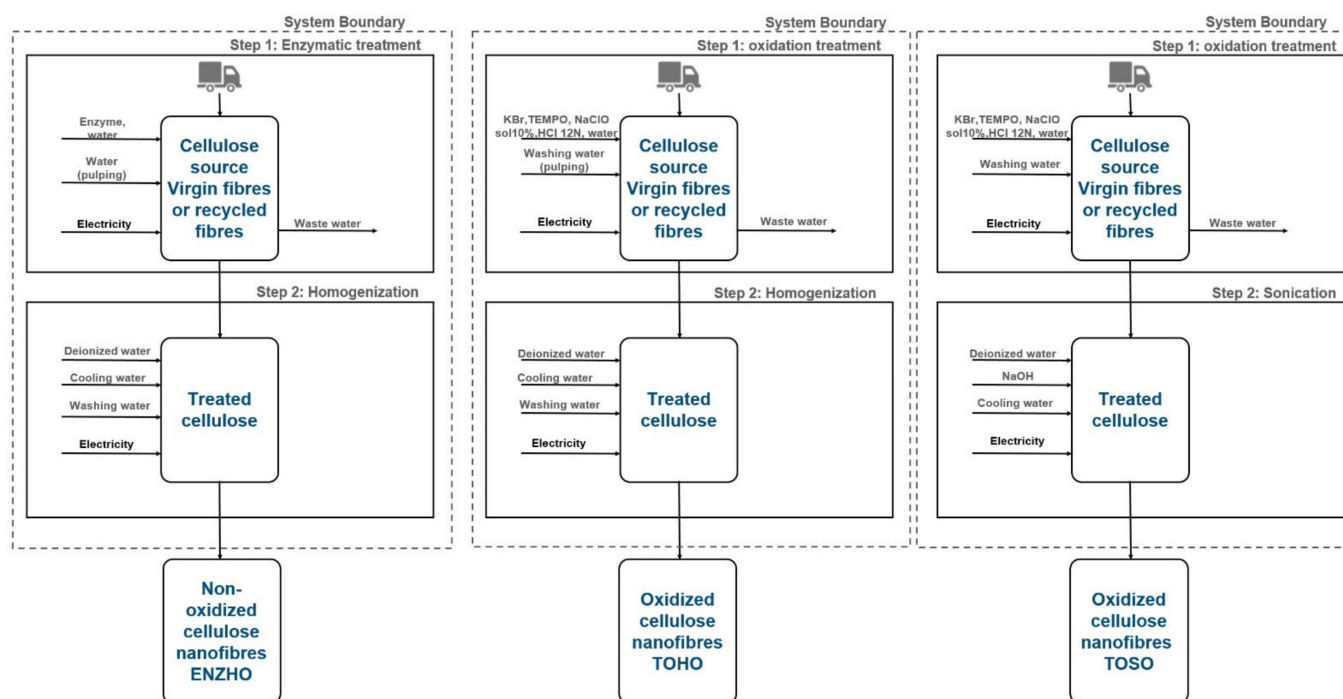 System Boundary
Step 1: Enzymatic treatment
Enzyme,
water
Water
(pulping)
Electricity
Cellulose
source
Virgin fibres
or recycled
fibres
Waste water
Step 2: Homogenization
Deionized water
Cooling water
Washing water
Electricity
Treated
cellulose
Non-
oxidized
cellulose
nanofibres
ENZHO
System Boundary
Step 1: oxidation treatment
KBr,TEMPO, NaClO
sol10%,HCl 12N, water
Washing water
(pulping)
Electricity
Cellulose
source
Virgin fibres
or recycled
fibres
Waste water
Step 2: Homogenization
Deionized water
Cooling water
Washing water
Electricity
Treated
cellulose
Oxidized
cellulose
nanofibres
TOHO
System Boundary
Step 1: oxidation treatment
KBr,TEMPO, NaClO
sol10%,HCl 12N, water
Washing water
Electricity
Cellulose
source
Virgin fibres
or recycled
fibres
Waste water
Step 2: Sonication
Deionized water
NaOH
Cooling water
Electricity
Treated
cellulose
Oxidized
cellulose
nanofibres
TOSO